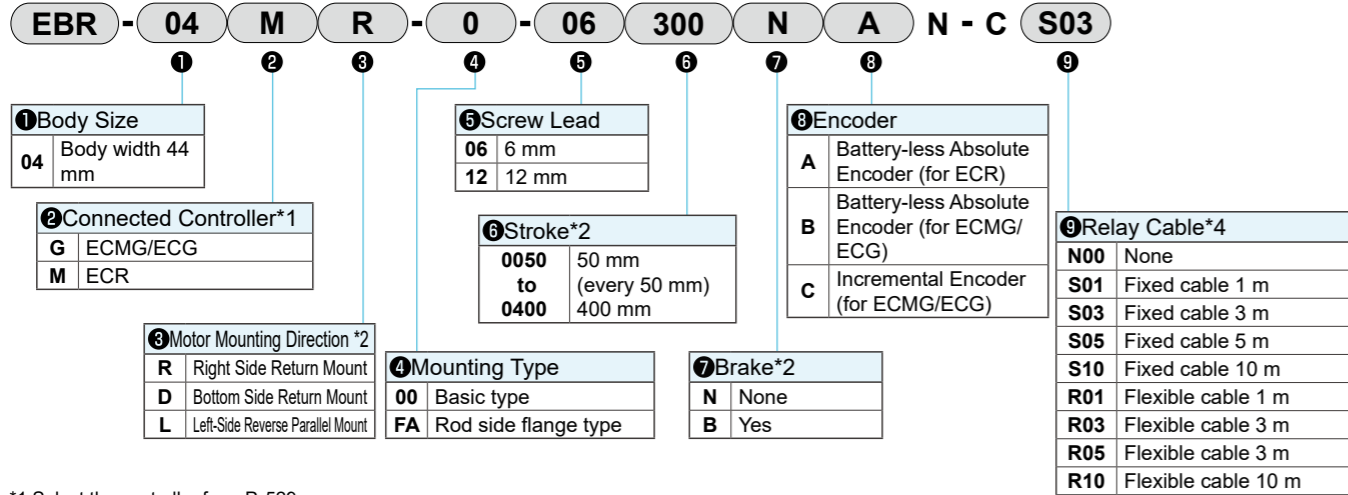 EBR - 04 M R - 0 - 06 300 N A N - C S03
❶ ❷ ❸ ❹ ❺ ❻ ❼ ❽ ❾
❶Body Size
04 Body width 44
mm
❷Connected Controller*1
G ECMG/ECG
M ECR
❸Motor Mounting Direction *2
R Right Side Return Mount
D Bottom Side Return Mount
L Left-Side Reverse Parallel Mount
❹Mounting Type
00 Basic type
FA Rod side flange type
❺Screw Lead
06 6 mm
12 12 mm
❻Stroke*2
0050 50 mm
to (every 50 mm)
0400 400 mm
❼Brake*2
N None
B Yes
❽Encoder
A Battery-less Absolute
Encoder (for ECR)
B Battery-less Absolute
Encoder (for ECMG/
ECG)
C Incremental Encoder
(for ECMG/ECG)
❾Relay Cable*4
N00 None
S01 Fixed cable 1 m
S03 Fixed cable 3 m
S05 Fixed cable 5 m
S10 Fixed cable 10 m
R01 Flexible cable 1 m
R03 Flexible cable 3 m
R05 Flexible cable 3 m
R10 Flexible cable 10 m